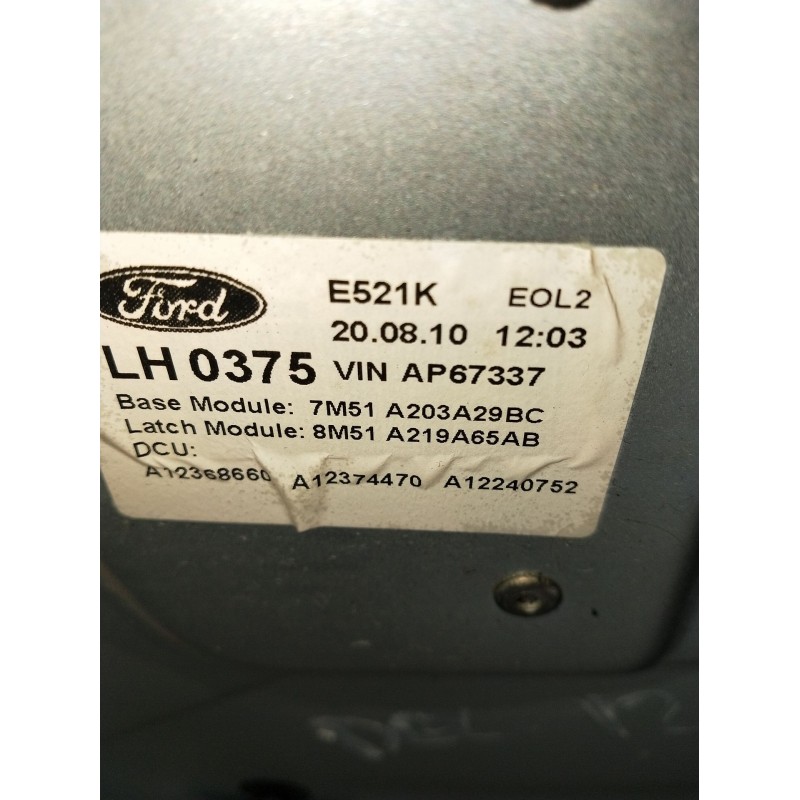 Ford
E521K EOL2
20.08.10 12:03
LH 0375 VIN AP67337
Base Module: 7M51 A203A29BC
Latch Module: 8M51 A219A65AB
DCU:
A12368660 A12374470 A12240752
DEL